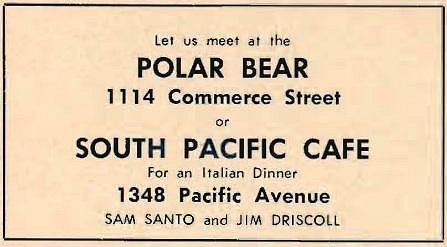 Let us meet at the
POLAR BEAR
1114 Commerce Street
or
SOUTH PACIFIC CAFE
For an Italian Dinner
1348 Pacific Avenue
SAM SANTO and JIM DRISCOLL